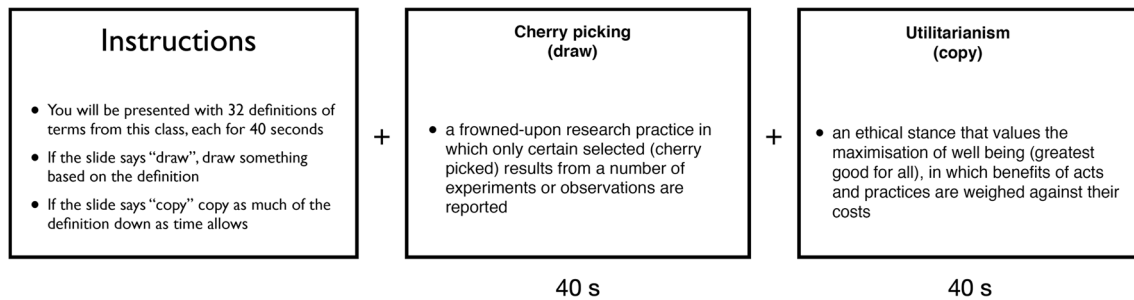 Instructions
• You will be presented with 32 definitions of
terms from this class, each for 40 seconds
• If the slide says “draw”, draw something
based on the definition
• If the slide says “copy” copy as much of the
definition down as time allows
+
Cherry picking
(draw)
• a frowned-upon research practice in
which only certain selected (cherry
picked) results from a number of
experiments or observations are
reported
40 s
+
Utilitarianism
(copy)
• an ethical stance that values the
maximisation of well being (greatest
good for all), in which benefits of acts
and practices are weighed against their
costs
40 s